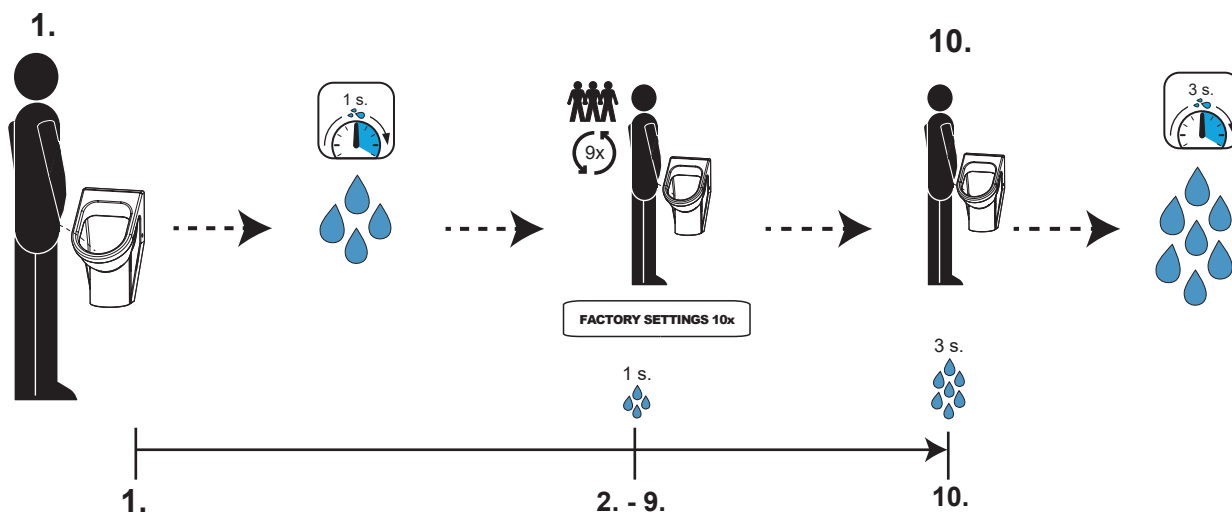 1.
10.
1 s.
3 s.
9x
FACTORY SETTINGS 10x
1 s.
3 s.
1.
2. - 9.
10.